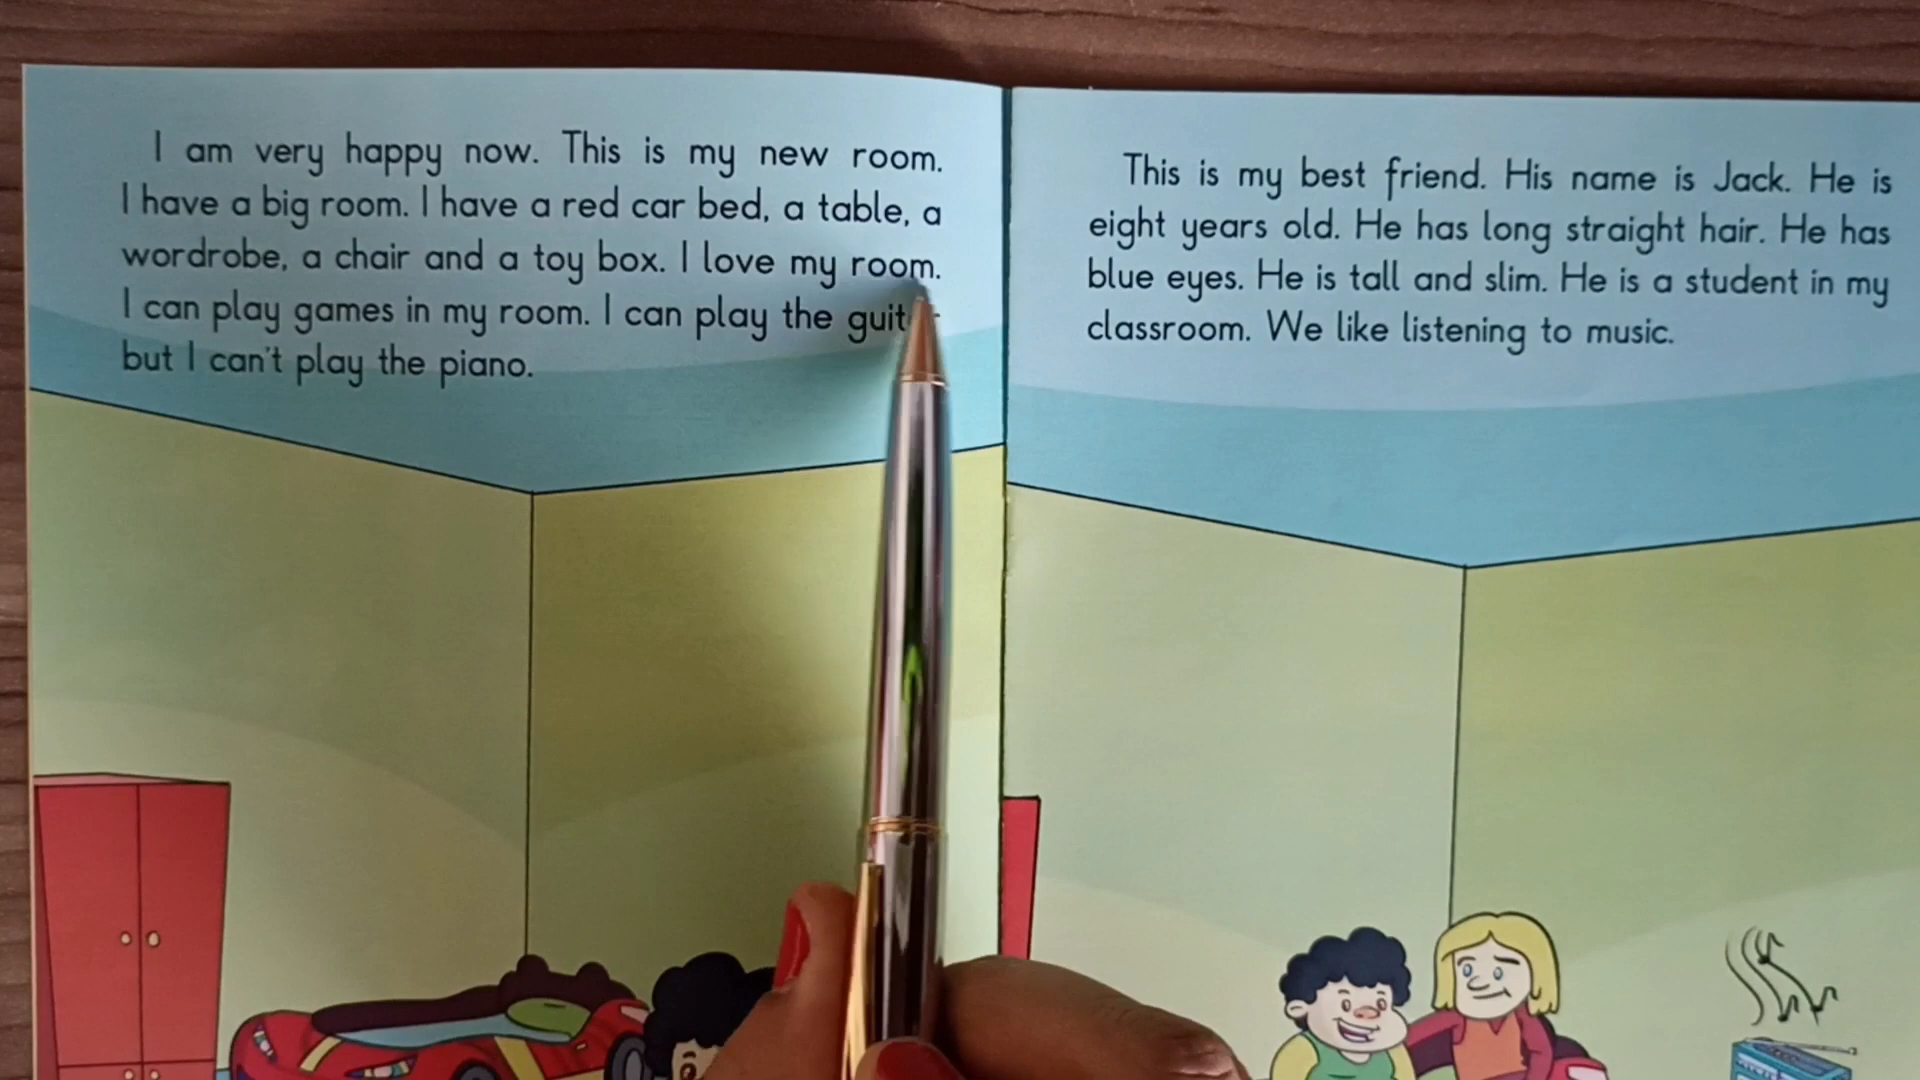 I am very happy now. This is my new room.
I have a big room. I have a red car bed, a table, a
wordrobe, a chair and a toy box. I love my room.
I can play games in my room. I can play the
but I can't play the piano.
This is my best friend. His name is Jack. He is
eight years old. He has long straight hair. He has
blue eyes. He is tall and slim. He is a student in my
classroom. We like listening to music.